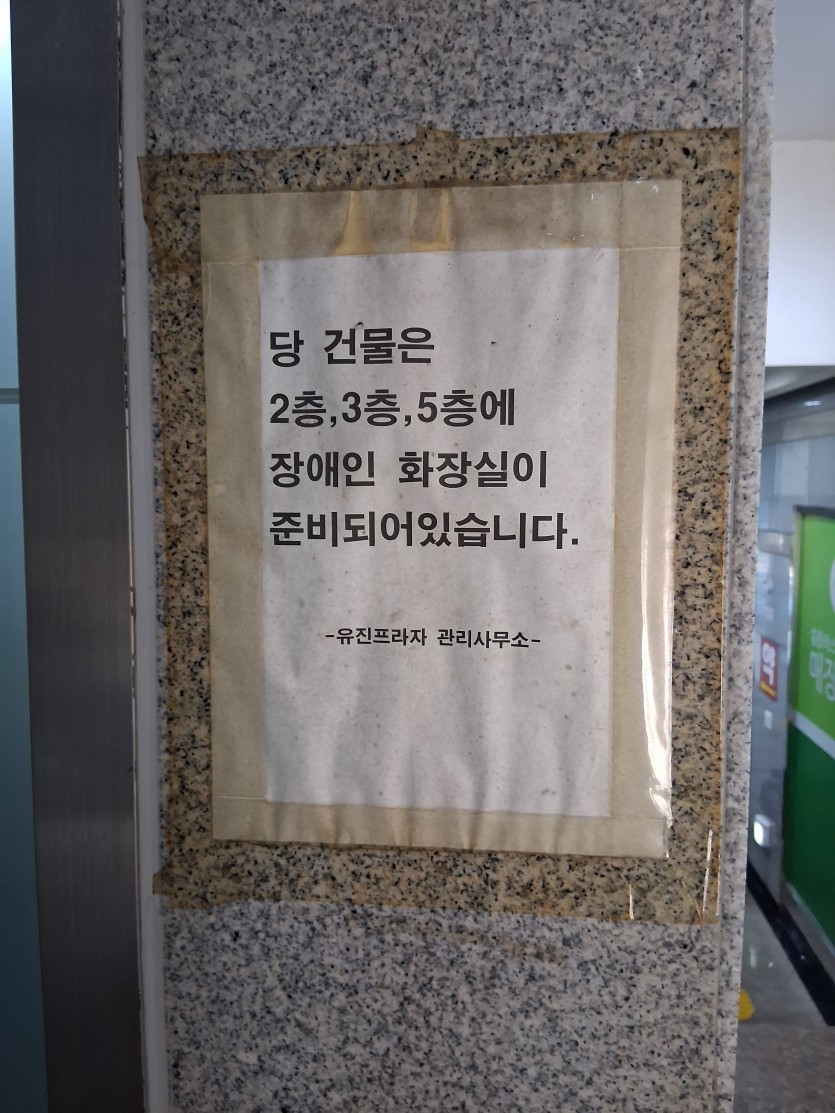 당 건물은
2층,3층,5층에
장애인 화장실이
준비되어있습니다.
-유진프라자 관리사무소-
약